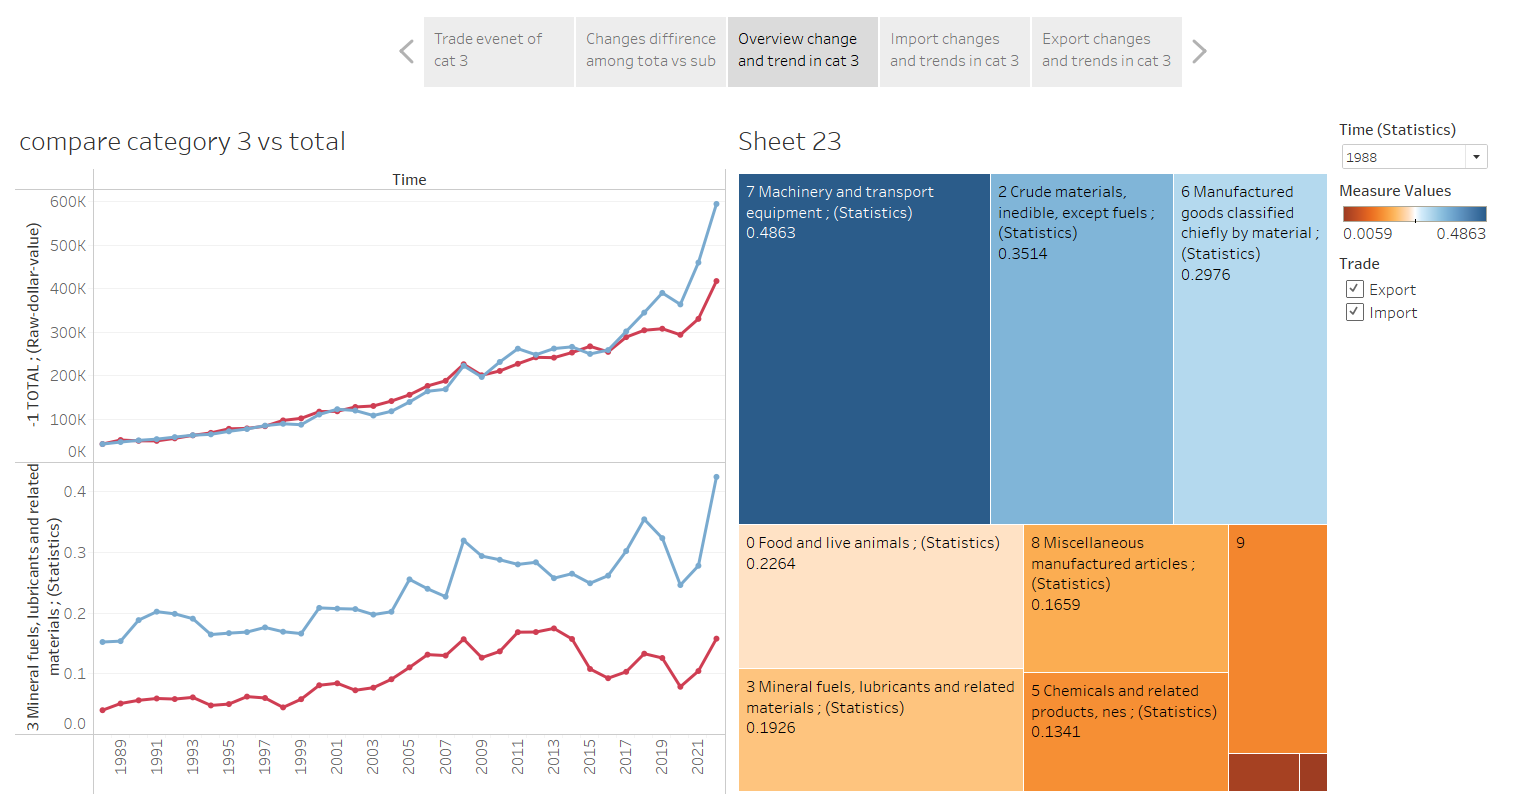 Trade evenet of
cat 3
Changes diffirence
among tota vs sub
Overview change
and trend in cat 3
Import changes
and trends in cat 3
Export changes
and trends in cat 3
compare category 3 vs total
Time
-1 TOTAL ; (Raw-dollar-value)
600K
500K
400K
300K
200K
100K
0K
3 Mineral fuels, lubricants and related
materials ; (Statistics)
0.4
0.3
0.2
0.1
0.0
1989
1991
1993
1995
1997
1999
2001
2003
2005
2007
2009
2011
2013
2015
2017
2019
2021
Sheet 23
7 Machinery and transport
equipment ; (Statistics)
0.4863
2 Crude materials,
inedible, except fuels ;
(Statistics)
0.3514
6 Manufactured
goods classified
chiefly by material ;
(Statistics)
0.2976
0 Food and live animals ; (Statistics)
0.2264
8 Miscellaneous
manufactured articles ;
(Statistics)
0.1659
9
3 Mineral fuels, lubricants and related
materials ; (Statistics)
0.1926
5 Chemicals and related
products, nes ; (Statistics)
0.1341
Time (Statistics)
1988
Measure Values
0.0059
0.4863
Trade
Export
Import